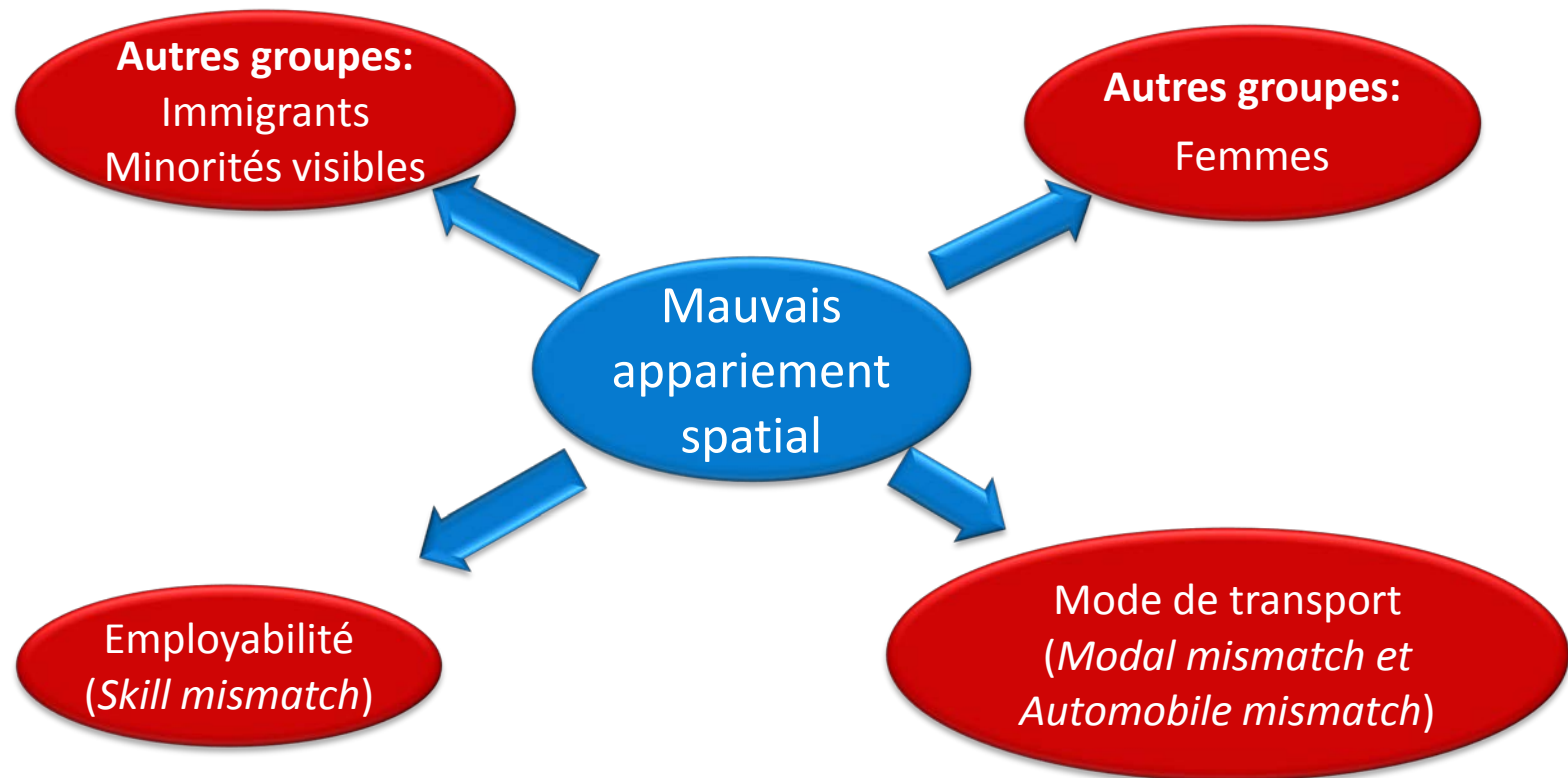 Autres groupes:
Immigrants
Minorités visibles
Autres groupes:
Femmes
Mauvais
appariement
spatial
Employabilité
(Skill mismatch)
Mode de transport
(Modal mismatch et
Automobile mismatch)